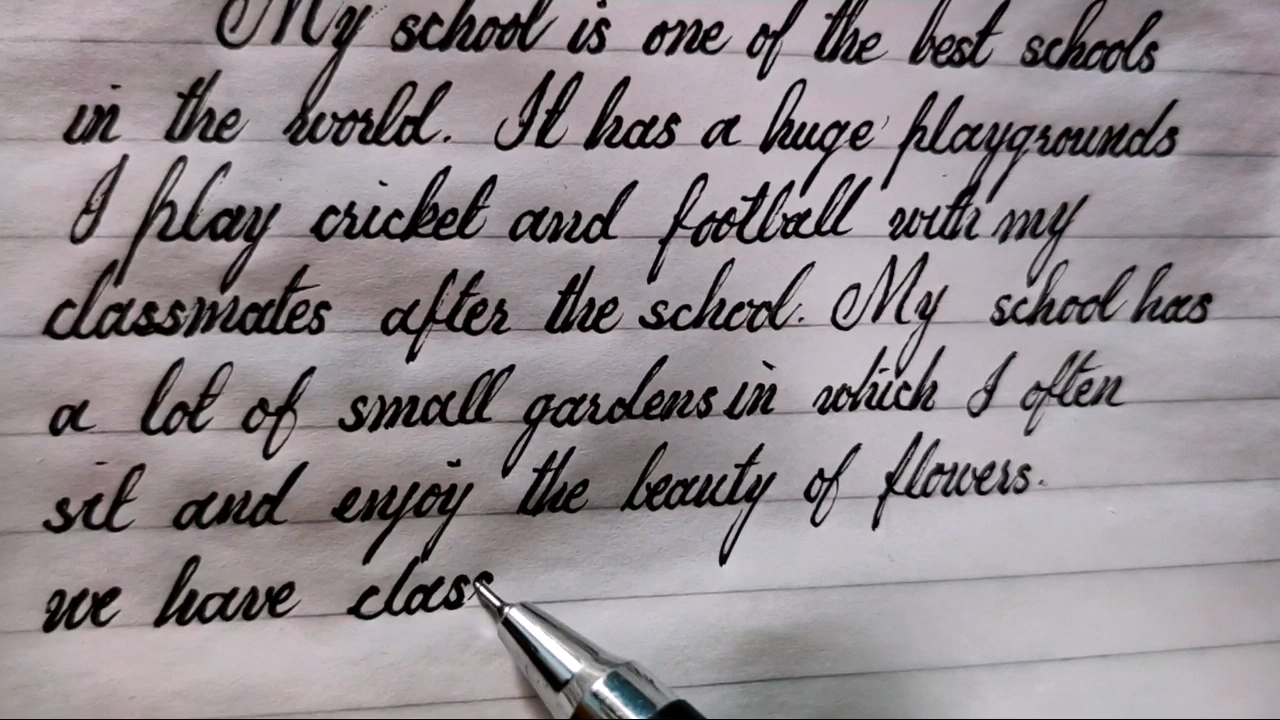 My school is one of the best schools
in the world. It has a huge playgrounds
I play cricket and football with my
classmates after the school. My school has
a lot of small gardens in which I often
sit and enjoy the beauty of flowers.
we have class